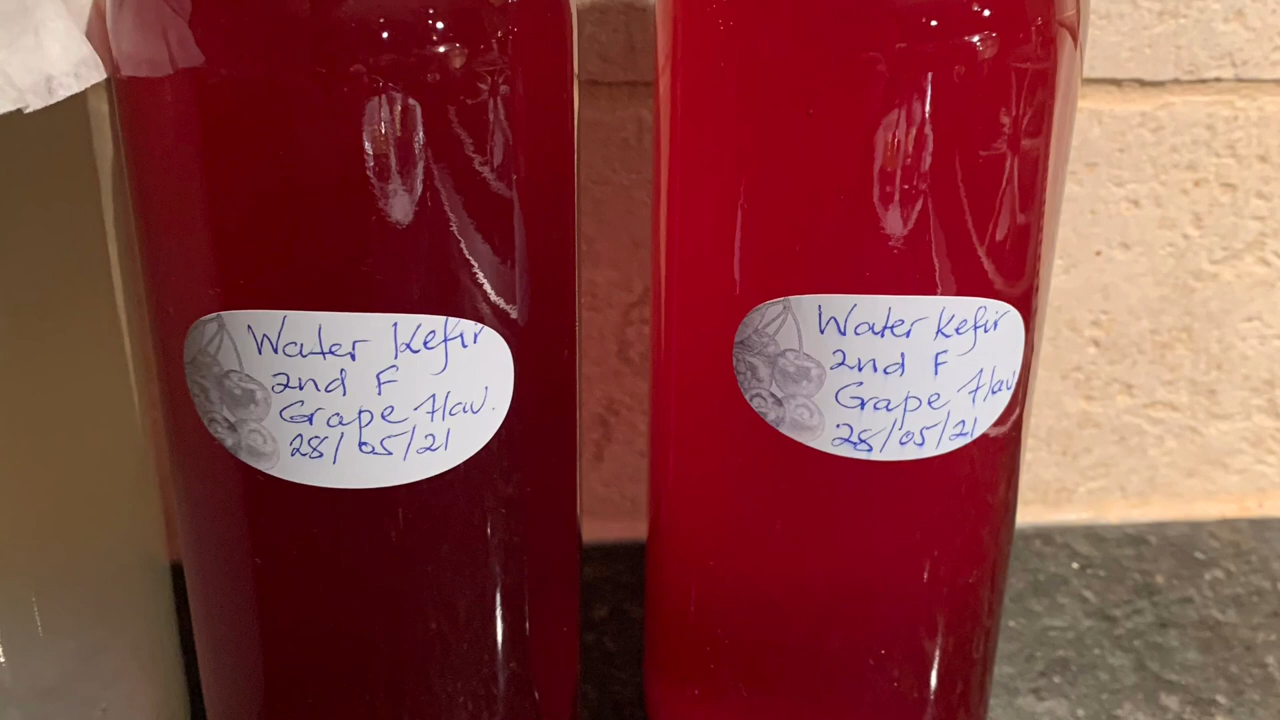 Water Kefir
2nd F
Grape flav.
28/05/21
Water Kefir
2nd F
Grape flav
28/05/21